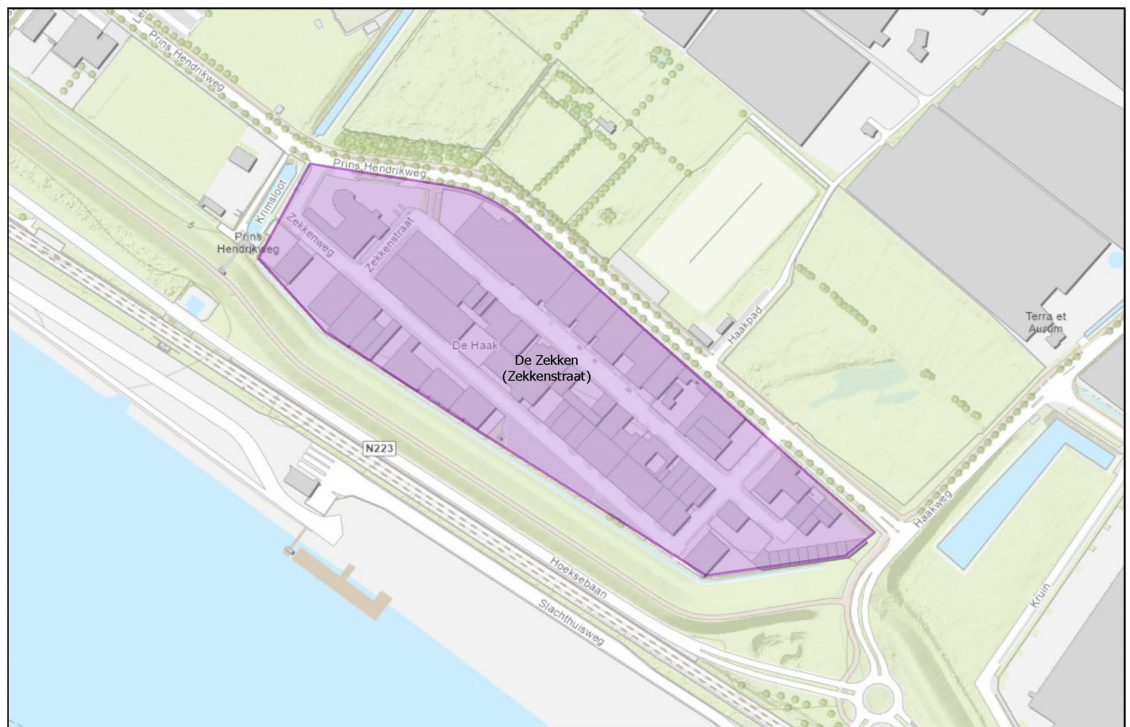 Prins Hendrikweg
Prins Hendrikweg
Krimsloot
Zekkenweg
Zekkenstraat
Prins
Hendrikweg
De Haak
De Zekken
(Zekkenstraat)
Haakpad
Terra et
Aurum
N223
Haakweg
Hoeksebaan
Slachthuisweg
Kruin